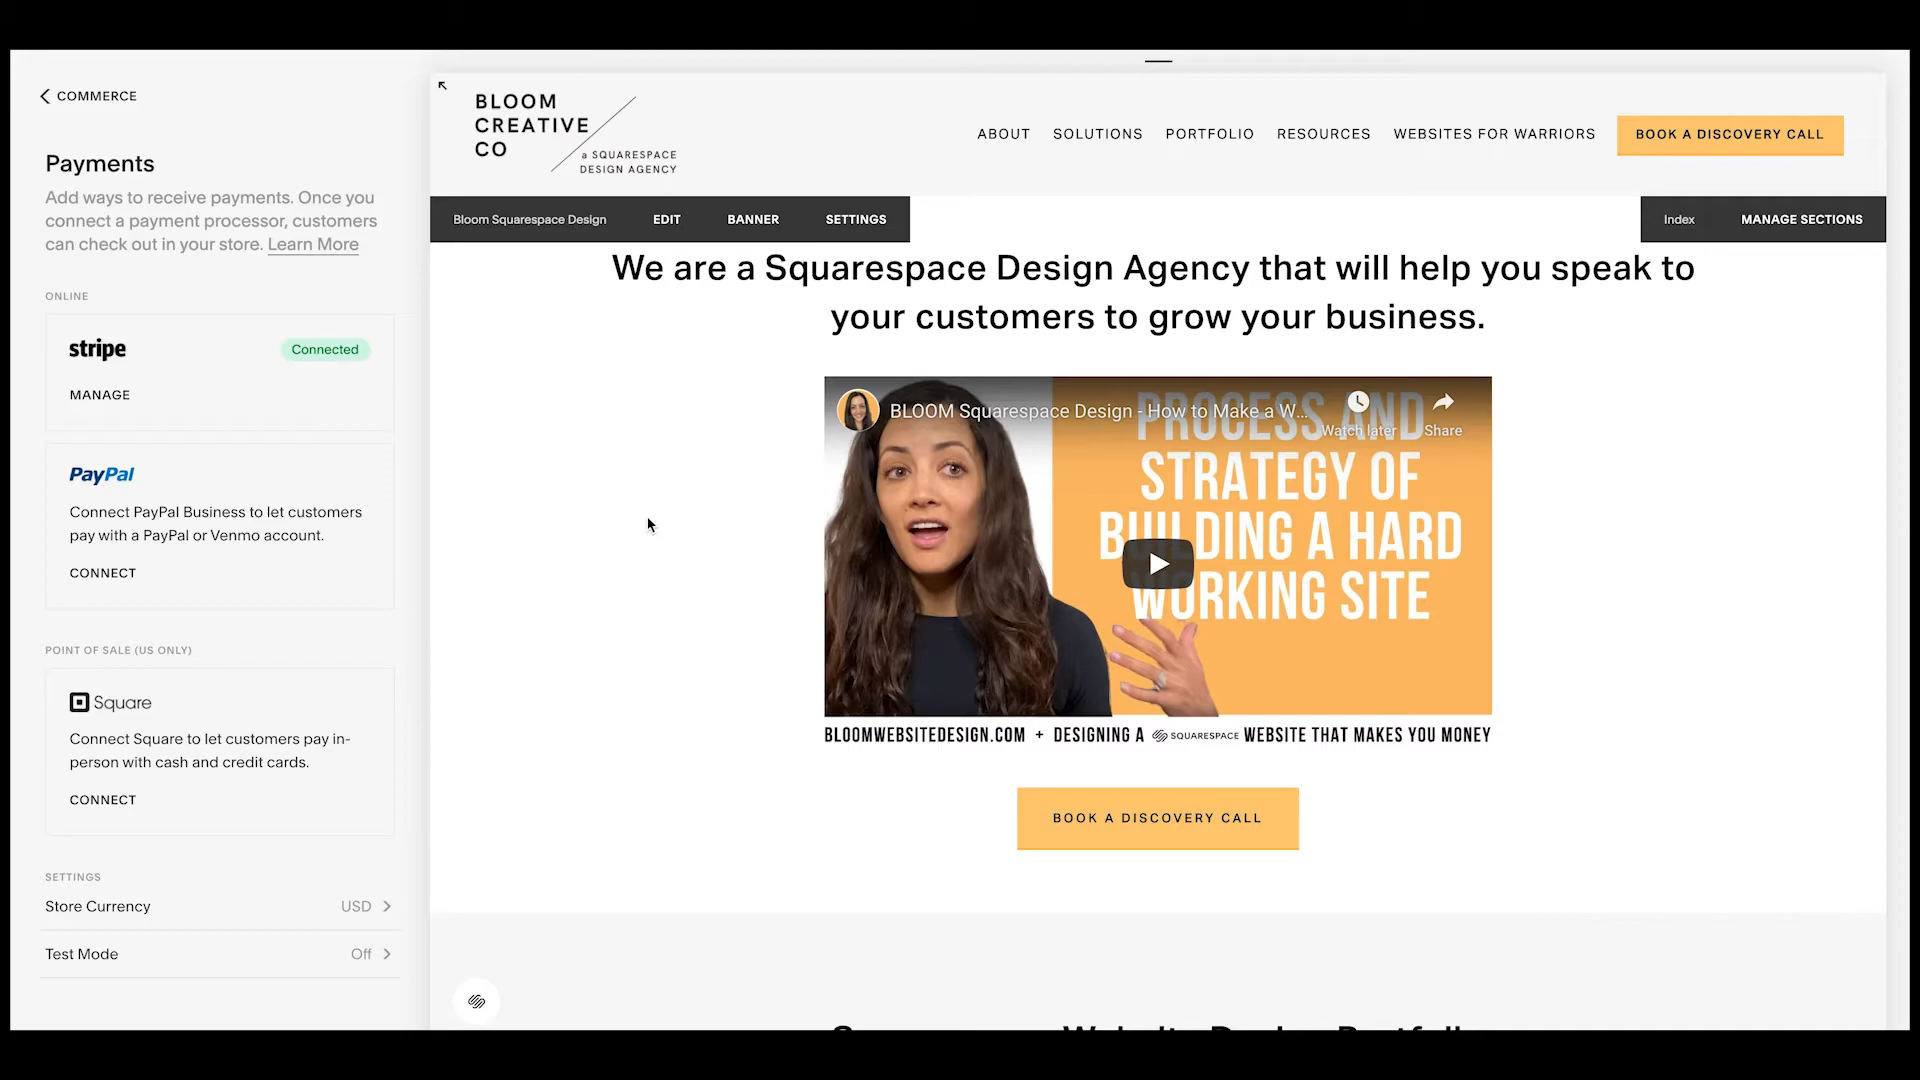 COMMERCE
Payments
Add ways to receive payments. Once you
connect a payment processor, customers
can check out in your store. Learn More
ONLINE
stripe
Connected
MANAGE
PayPal
Connect PayPal Business to let customers
pay with a PayPal or Venmo account.
CONNECT
POINT OF SALE (US ONLY)
Square
Connect Square to let customers pay in-
person with cash and credit cards.
CONNECT
SETTINGS
Store Currency USD
Test Mode Off
BLOOM
CREATIVE
CO
a SQUARESPACE
DESIGN AGENCY
ABOUT SOLUTIONS PORTFOLIO RESOURCES WEBSITES FOR WARRIORS BOOK A DISCOVERY CALL
Bloom Squarespace Design EDIT BANNER SETTINGS
Index MANAGE SECTIONS
We are a Squarespace Design Agency that will help you speak to
your customers to grow your business.
BLOOM Squarespace Design - How to Make a W...
Watch later Share
PROCESS AND
STRATEGY OF
BUILDING A HARD
WORKING SITE
BLOOMWEBSITEDESIGN.COM + DESIGNING A SQUARESPACE WEBSITE THAT MAKES YOU MONEY
BOOK A DISCOVERY CALL